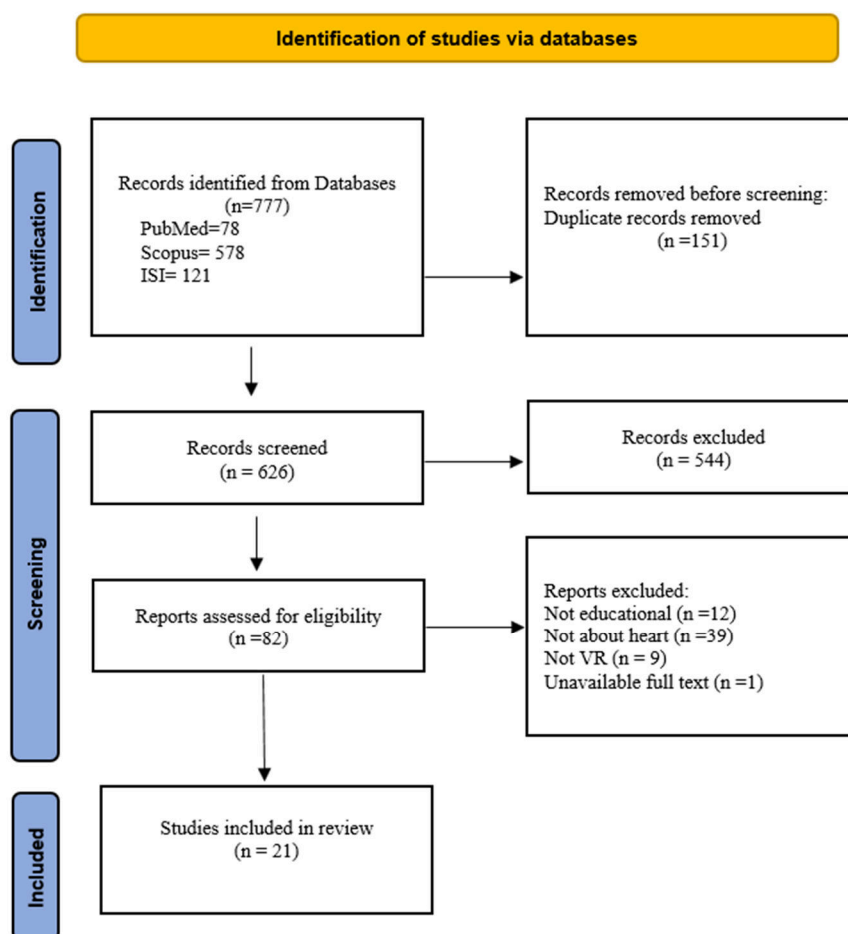 Identification of studies via databases
Identification
Records identified from Databases
(n=777)
PubMed=78
Scopus= 578
ISI= 121
Records removed before screening:
Duplicate records removed
(n =151)
Screening
Records screened
(n = 626)
Records excluded
(n = 544)
Reports assessed for eligibility
(n =82)
Reports excluded:
Not educational (n =12)
Not about heart (n =39)
Not VR (n = 9)
Unavailable full text (n =1)
Included
Studies included in review
(n = 21)